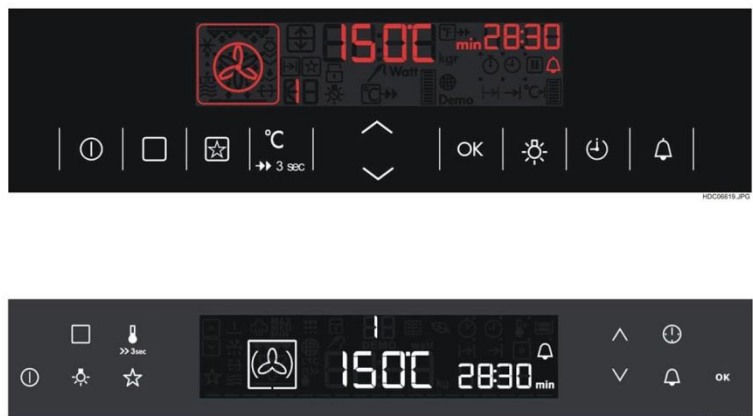 150°C min 28:30
kgr
Watt
1
°C
Demo
°C
°C OK
3 sec
HDC06619.JPG
1
3sec
150°C 28:30 min
OK